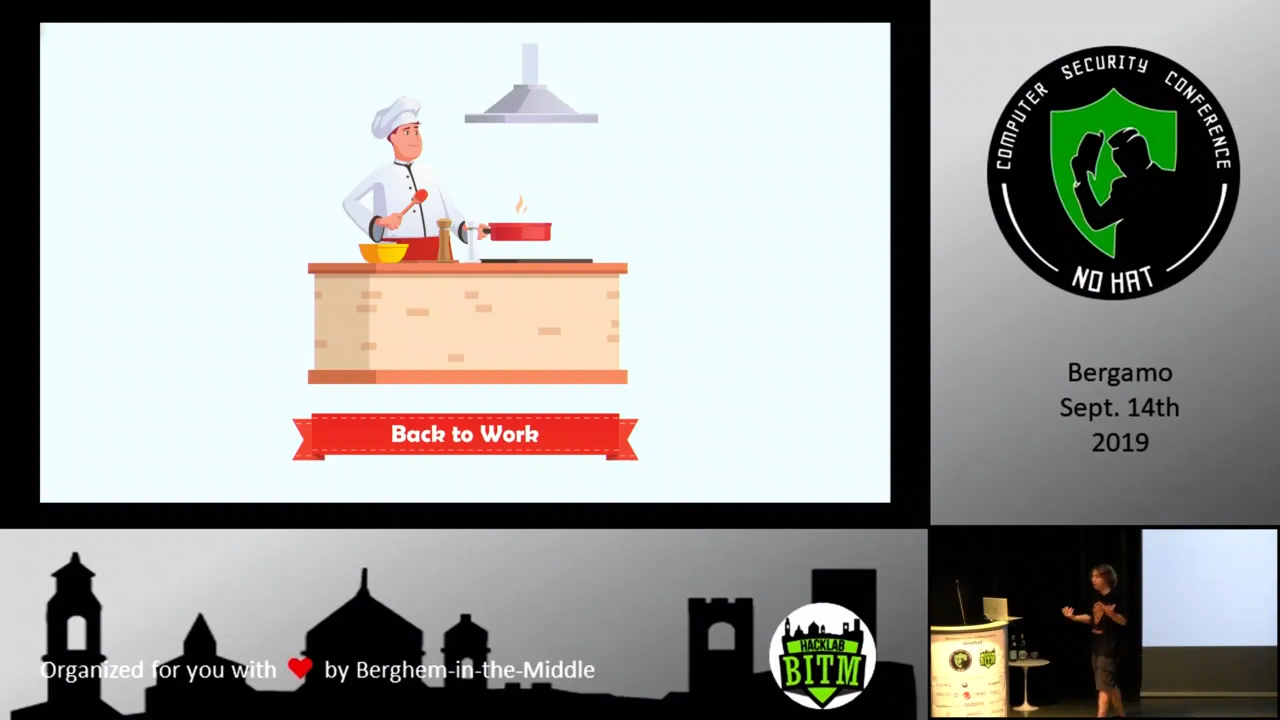 Back to Work
COMPUTER SECURITY CONFERENCE
NO HAT
Bergamo
Sept. 14th
2019
Organized for you with
by Berghem-in-the-Middle
HACKLAB
BITM